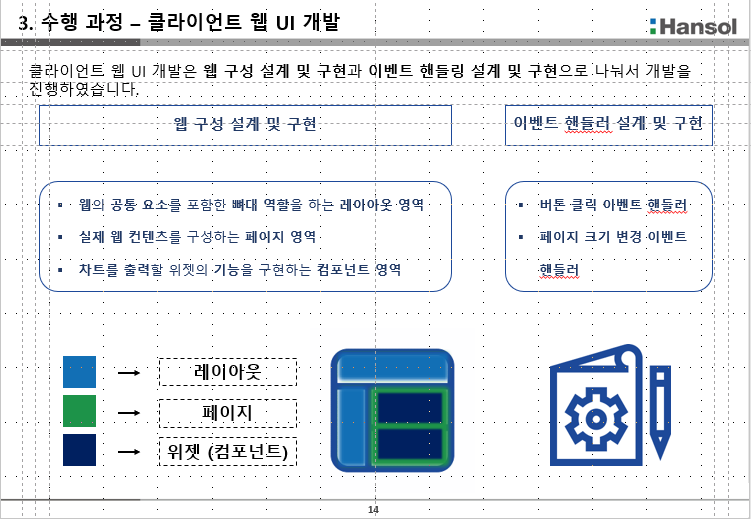 3. 수행 과정 – 클라이언트 웹 UI 개발
Hansol
클라이언트 웹 UI 개발은 웹 구성 설계 및 구현과 이벤트 핸들링 설계 및 구현으로 나눠서 개발을
진행하였습니다.
웹 구성 설계 및 구현
이벤트 핸들러 설계 및 구현
▪ 웹의 공통 요소를 포함한 뼈대 역할을 하는 레아아웃 영역
▪ 실제 웹 컨텐츠를 구성하는 페이지 영역
▪ 차트를 출력할 위젯의 기능을 구현하는 컴포넌트 영역
▪ 버튼 클릭 아벤트 핸들러
▪ 페이지 크기 변경 이벤트
핸들러
레이아웃
페이지
위젯 (컴포넌트)
14